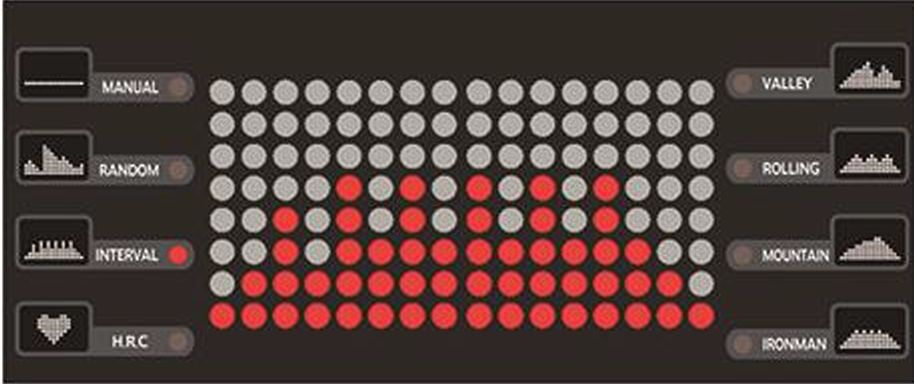 MANUAL
RANDOM
INTERVAL
H.R.C
VALLEY
ROLLING
MOUNTAIN
IRONMAN